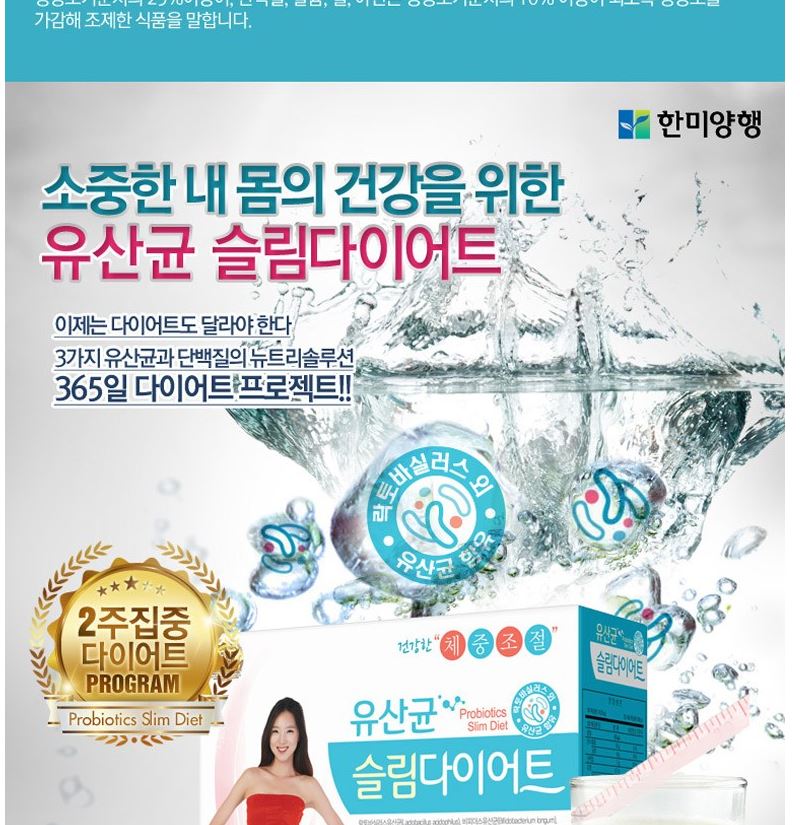 가감해 조제한 식품을 말합니다.
한미양행
소중한 내 몸의 건강을 위한
유산균 슬림다이어트
이제는 다이어트도 달라야 한다
3가지 유산균과 단백질의 뉴트리솔루션
365일 다이어트 프로젝트!!
락토바실러스 외
유산균 함유
2주집중
다이어트
PROGRAM
Probiotics Slim Diet
건강한 "체중조절"
유산균
Probiotics
Slim Diet
락토바실러스 외
유산균 함유
슬림다이어트
유산균
슬림다이어트